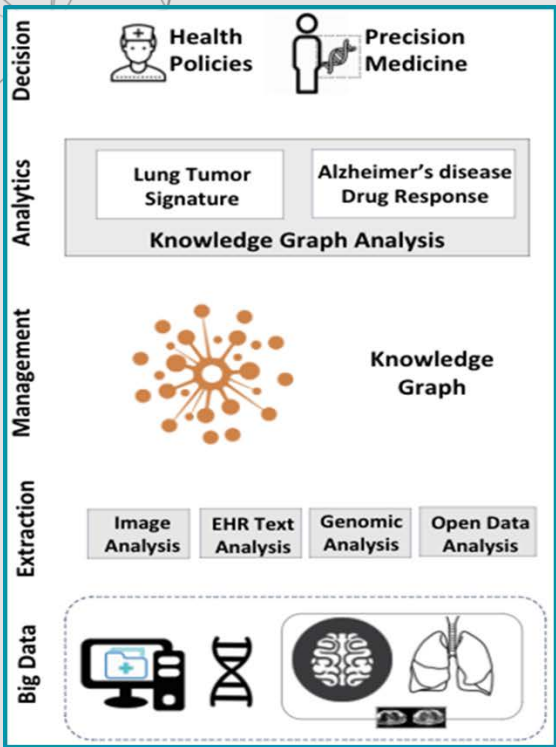 Decision
Health
Policies
Precision
Medicine
Analytics
Lung Tumor
Signature
Alzheimer's disease
Drug Response
Knowledge Graph Analysis
Management
Knowledge
Graph
Extraction
Image
Analysis
EHR Text
Analysis
Genomic
Analysis
Open Data
Analysis
Big Data